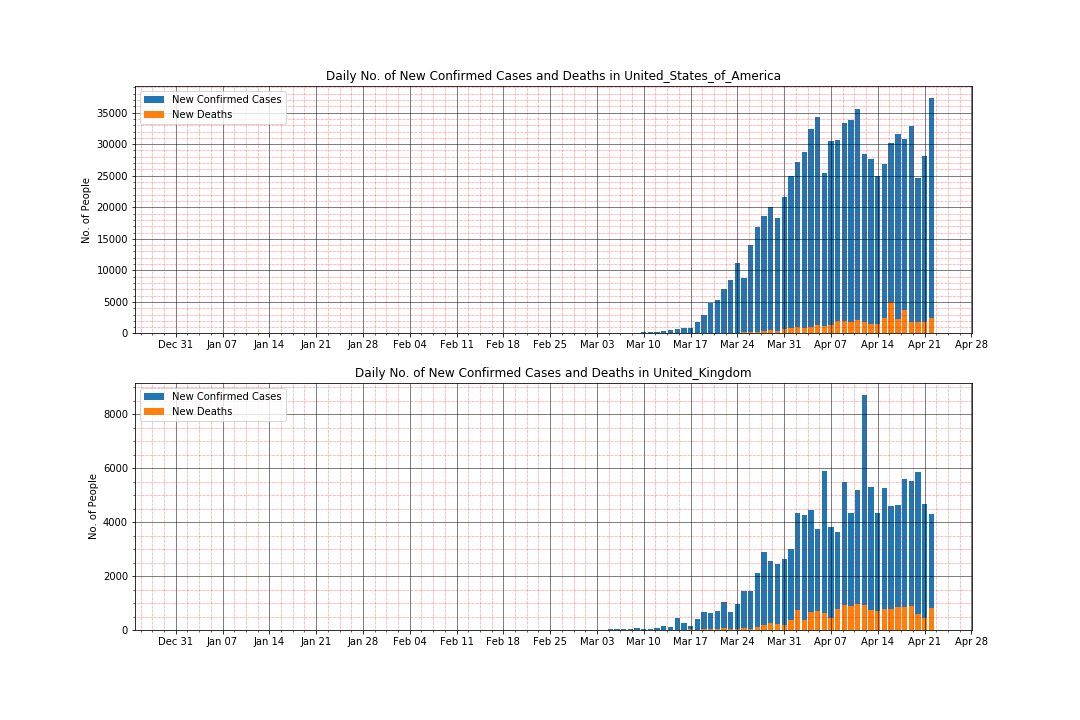 Daily No. of New Confirmed Cases and Deaths in United_States_of_America
New Confirmed Cases
New Deaths
No. of People
35000
30000
25000
20000
15000
10000
5000
0
Dec 31 Jan 07 Jan 14 Jan 21 Jan 28 Feb 04 Feb 11 Feb 18 Feb 25 Mar 03 Mar 10 Mar 17 Mar 24 Mar 31 Apr 07 Apr 14 Apr 21 Apr 28
Daily No. of New Confirmed Cases and Deaths in United_Kingdom
New Confirmed Cases
New Deaths
No. of People
8000
6000
4000
2000
0
Dec 31 Jan 07 Jan 14 Jan 21 Jan 28 Feb 04 Feb 11 Feb 18 Feb 25 Mar 03 Mar 10 Mar 17 Mar 24 Mar 31 Apr 07 Apr 14 Apr 21 Apr 28